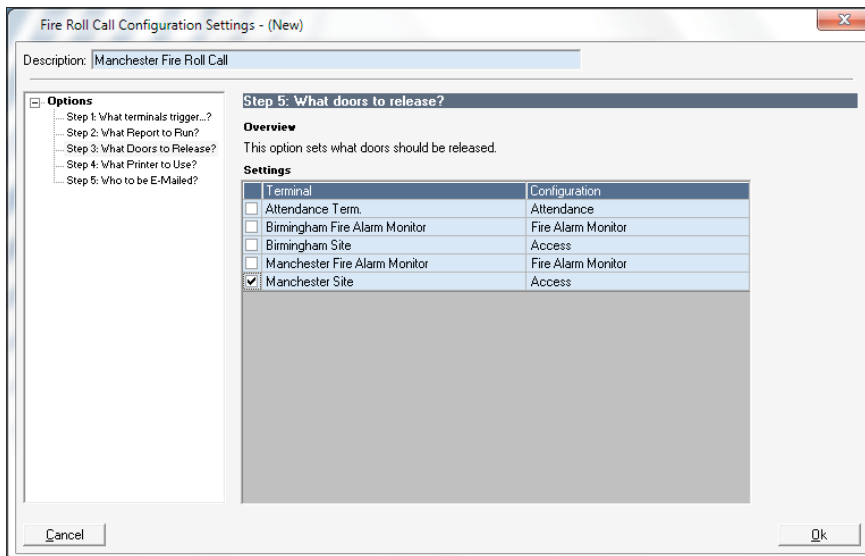 Fire Roll Call Configuration Settings - (New)
Description: Manchester Fire Roll Call
Options
Step 1: What terminals trigger...?
Step 2: What Report to Run?
Step 3: What Doors to Release?
Step 4: What Printer to Use?
Step 5: Who to be E-Mailed?
Step 5: What doors to release?
Overview
This option sets what doors should be released.
Settings
Terminal Configuration
Attendance Term. Attendance
Birmingham Fire Alarm Monitor Fire Alarm Monitor
Birmingham Site Access
Manchester Fire Alarm Monitor Fire Alarm Monitor
Manchester Site Access
Cancel Ok